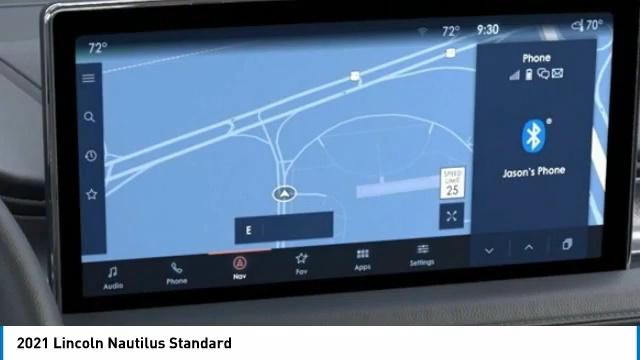 72°
72° 9:30
70°
Phone
Jason's Phone
SPEED
LIMIT
25
E
Audio
Phone
Nav
Fav
Apps
Settings
2021 Lincoln Nautilus Standard